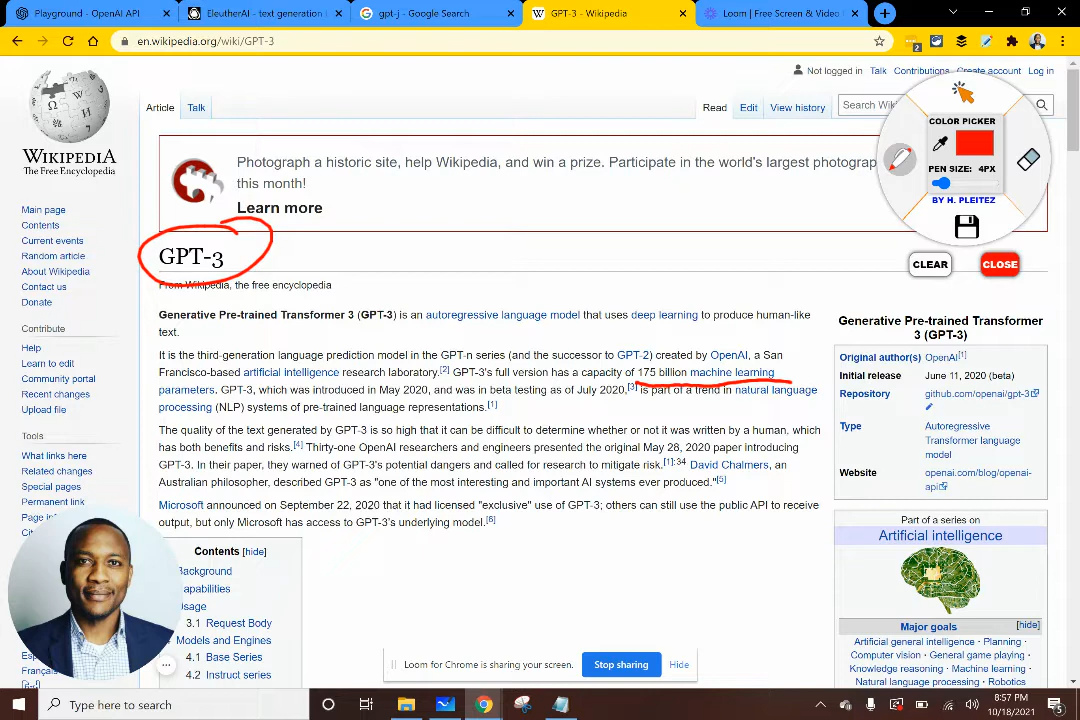 Playground - OpenAI API
EleutherAI - text generation
gpt-j - Google Search
GPT-3 - Wikipedia
Loom | Free Screen & Video
en.wikipedia.org/wiki/GPT-3
2
Not logged in Talk Contributions Create account Log in
Article Talk
Read Edit View history
WIKIPEDIA
The Free Encyclopedia
Main page
Contents
Current events
Random article
About Wikipedia
Contact us
Donate
Contribute
Help
Learn to edit
Community portal
Recent changes
Upload file
Tools
What links here
Related changes
Special pages
Permanent link
Photograph a historic site, help Wikipedia, and win a prize. Participate in the world's largest
this month!
Learn more
COLOR PICKER
PEN SIZE: 4PX
BY H. PLEITEZ
CLEAR
CLOSE
GPT-3
From Wikipedia, the free encyclopedia
Generative Pre-trained Transformer 3 (GPT-3) is an autoregressive language model that uses deep learning to produce human-like
text.
It is the third-generation language prediction model in the GPT-n series (and the successor to GPT-2) created by OpenAI, a San
Francisco-based artificial intelligence research laboratory.[2] GPT-3's full version has a capacity of 175 billion machine learning
parameters. GPT-3, which was introduced in May 2020, and was in beta testing as of July 2020,[3] is part of a trend in natural language
processing (NLP) systems of pre-trained language representations.[1]
The quality of the text generated by GPT-3 is so high that it can be difficult to determine whether or not it was written by a human, which
has both benefits and risks.[4] Thirty-one OpenAI researchers and engineers presented the original May 28, 2020 paper introducing
GPT-3. In their paper, they warned of GPT-3's potential dangers and called for research to mitigate risk.[1]:34 David Chalmers, an
Australian philosopher, described GPT-3 as "one of the most interesting and important AI systems ever produced."[5]
Microsoft announced on September 22, 2020 that it had licensed "exclusive" use of GPT-3; others can still use the public API to receive
output, but only Microsoft has access to GPT-3's underlying model.[6]
Contents [hide]
3.1 Request Body
Models and Engines
4.1 Base Series
4.2 Instruct series
Generative Pre-trained Transformer
3 (GPT-3)
Original author(s) OpenAI[1]
Initial release June 11, 2020 (beta)
Repository github.com/openai/gpt-3
Type Autoregressive
Transformer language
model
Website openai.com/blog/openai-
api
Part of a series on
Artificial intelligence
Major goals [hide]
Artificial general intelligence · Planning ·
Computer vision · General game playing ·
Knowledge reasoning · Machine learning ·
Natural language processing · Robotics
Loom for Chrome is sharing your screen.
Stop sharing
Hide
Type here to search
8:57 PM
10/18/2021
5